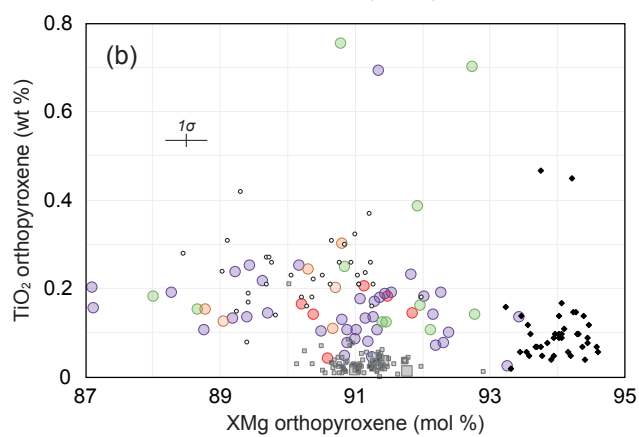 0.8
(b)
0.6
1σ
0.4
0.2
0
TiO₂ orthopyroxene (wt %)
87 89 91 93 95
XMg orthopyroxene (mol %)